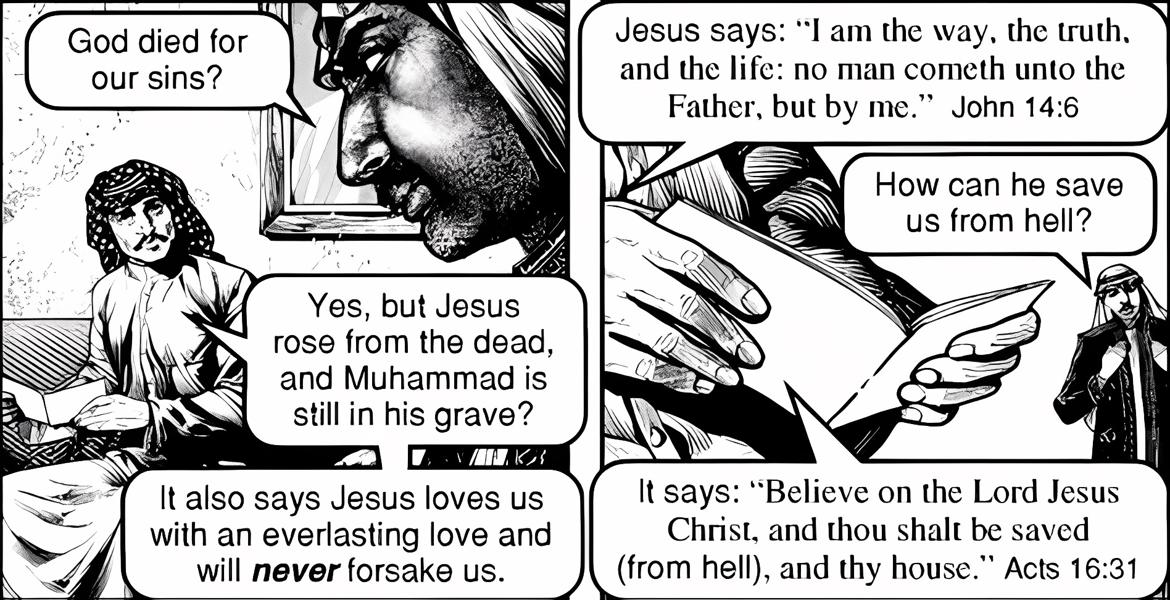 God died for
our sins?
Yes, but Jesus
rose from the dead,
and Muhammad is
still in his grave?
It also says Jesus loves us
with an everlasting love and
will never forsake us.
Jesus says: “I am the way, the truth,
and the life: no man cometh unto the
Father, but by me.” John 14:6
How can he save
us from hell?
It says: “Believe on the Lord Jesus
Christ, and thou shalt be saved
(from hell), and thy house.” Acts 16:31